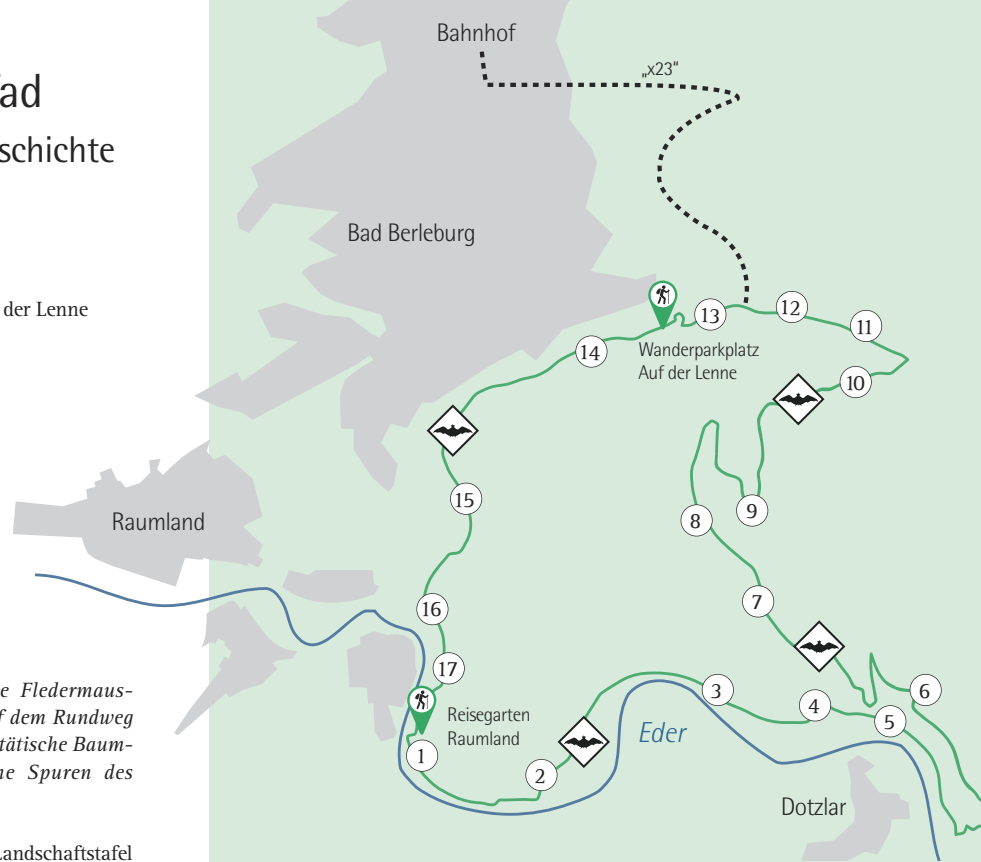 fad
schichte
der Lenne
e Fledermaus-
f dem Rundweg
tätische Baum-
ne Spuren des
Landschaftstafel
Bahnhof
„x23“
Bad Berleburg
12
13
11
Wanderparkplatz
Auf der Lenne
14
10
15
9
8
Raumland
7
16
17
3
6
4
5
Reisegarten
Raumland
Eder
1
2
Dotzlar